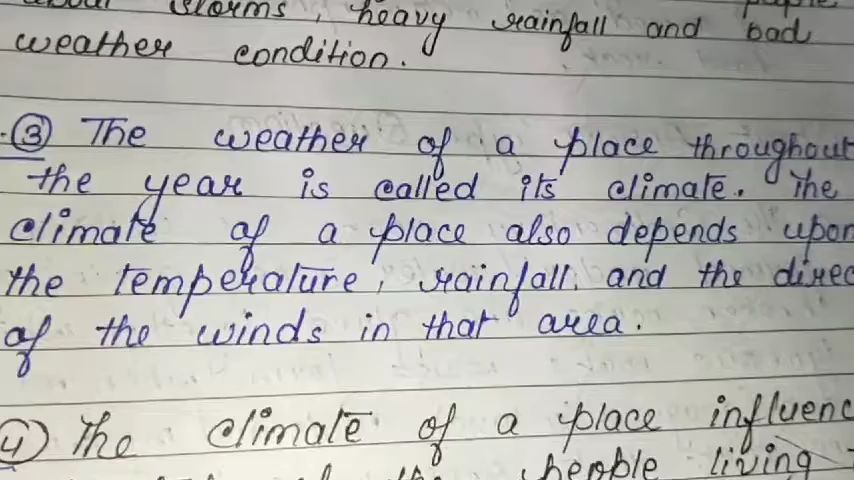 storms, heavy rainfall and bad
weather condition.
③ The weather of a place throughout
the year is called its climate. The
climate of a place also depends upon
the temperature, rainfall and the direc
of the winds in that area.
④ The climate of a place influenc
people living